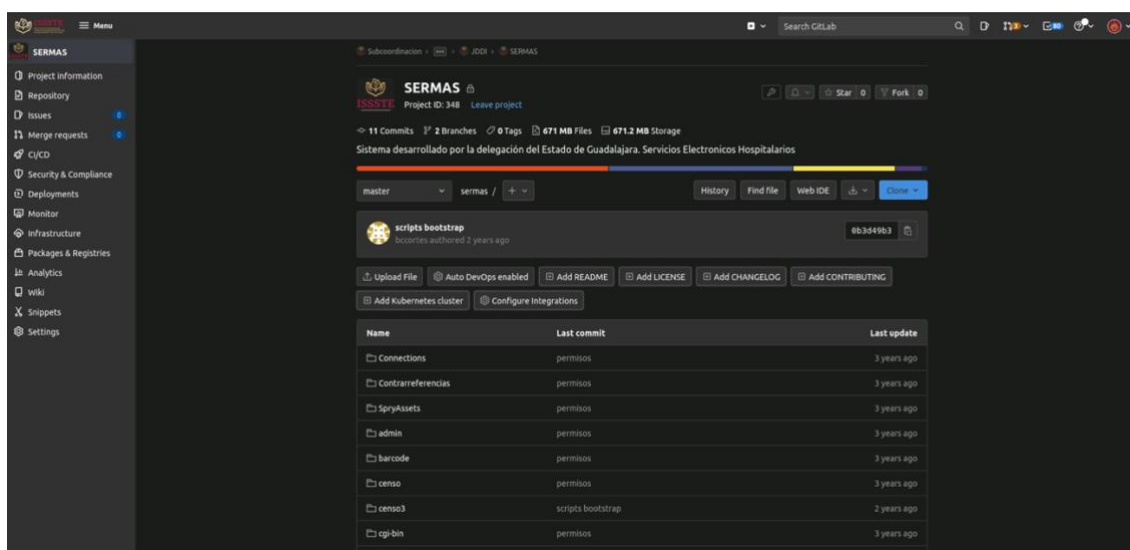 ISSSTE
Menu
Search GitLab
80
SERMAS
Project information
Repository
Issues 0
Merge requests 0
CI/CD
Security & Compliance
Deployments
Monitor
Infrastructure
Packages & Registries
Analytics
Wiki
Snippets
Settings
Subcoordinacion › ... › JDDI › SERMAS
ISSSTE
SERMAS
Project ID: 348 Leave project
Star 0
Fork 0
11 Commits 2 Branches 0 Tags 671 MB Files 671.2 MB Storage
Sistema desarrollado por la delegación del Estado de Guadalajara. Servicios Electronicos Hospitalarios
master
sermas / +
History Find file Web IDE Clone
scripts bootstrap
bccortes authored 2 years ago
0b3d49b3
Upload File Auto DevOps enabled Add README Add LICENSE Add CHANGELOG Add CONTRIBUTING
Add Kubernetes cluster Configure Integrations
Name Last commit Last update
Connections permisos 3 years ago
Contrarreferencias permisos 3 years ago
SpryAssets permisos 3 years ago
admin permisos 3 years ago
barcode permisos 3 years ago
censo permisos 3 years ago
censo3 scripts bootstrap 2 years ago
cgi-bin permisos 3 years ago